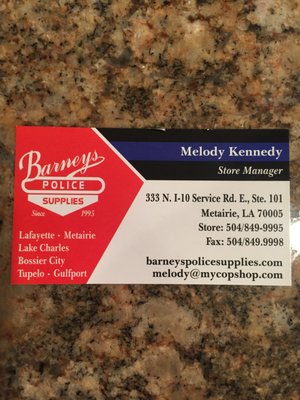 Barneys
POLICE
SUPPLIES
Since 1995
Lafayette · Metairie
Lake Charles
Bossier City
Tupelo · Gulfport
Melody Kennedy
Store Manager
333 N. I-10 Service Rd. E., Ste. 101
Metairie, LA 70005
Store: 504/849-9995
Fax: 504/849.9998
barneyspolicesupplies.com
melody@mycopshop.com